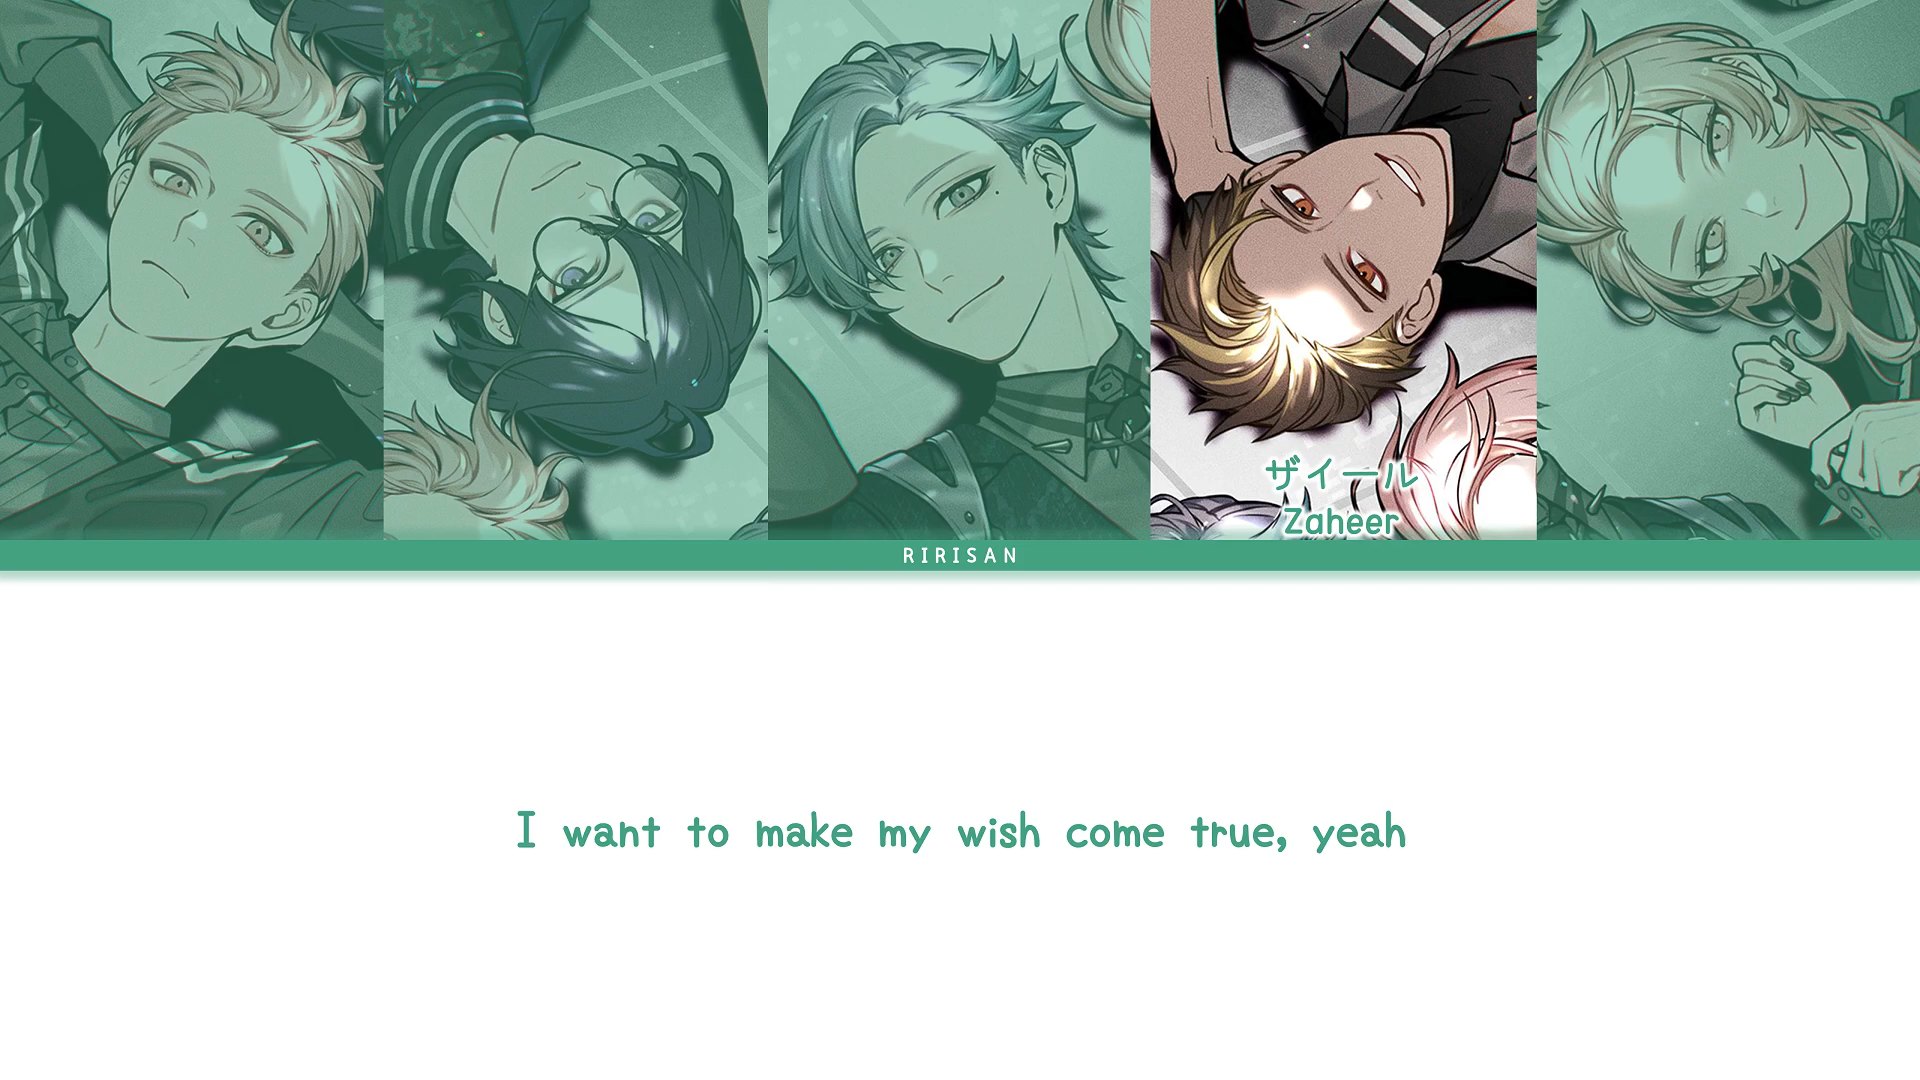 ザイール
Zaheer
RIRISAN
I want to make my wish come true, yeah